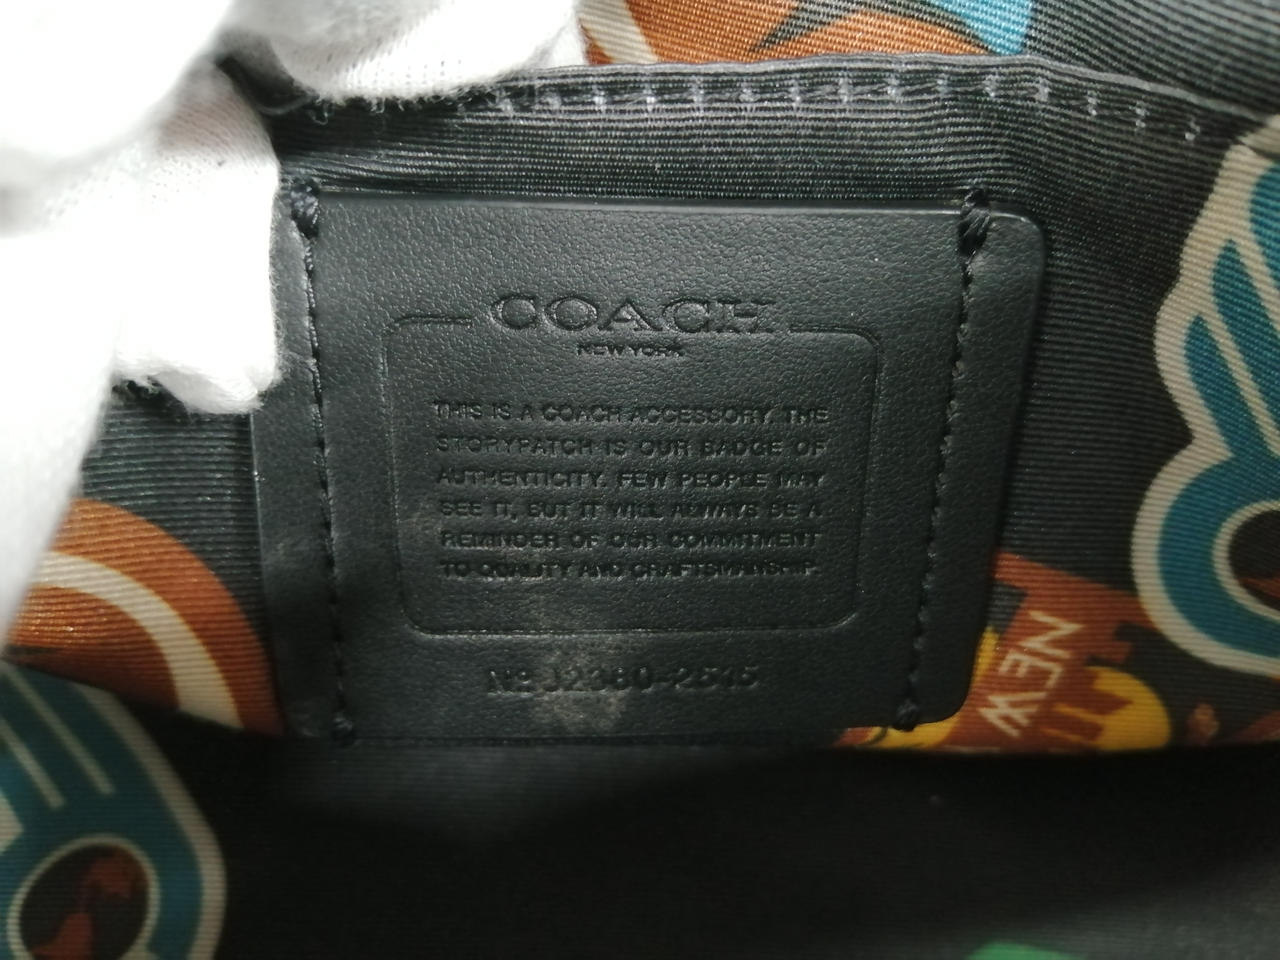 COACH
NEW YORK
THIS IS A COACH ACCESSORY. THE
STORYPATCH IS OUR BADGE OF
AUTHENTICITY. FEW PEOPLE MAY
SEE IT, BUT IT WILL ALWAYS BE A
REMINDER OF OUR COMMITMENT
TO QUALITY AND CRAFTSMANSHIP.
Nº J2380-2515
NEW